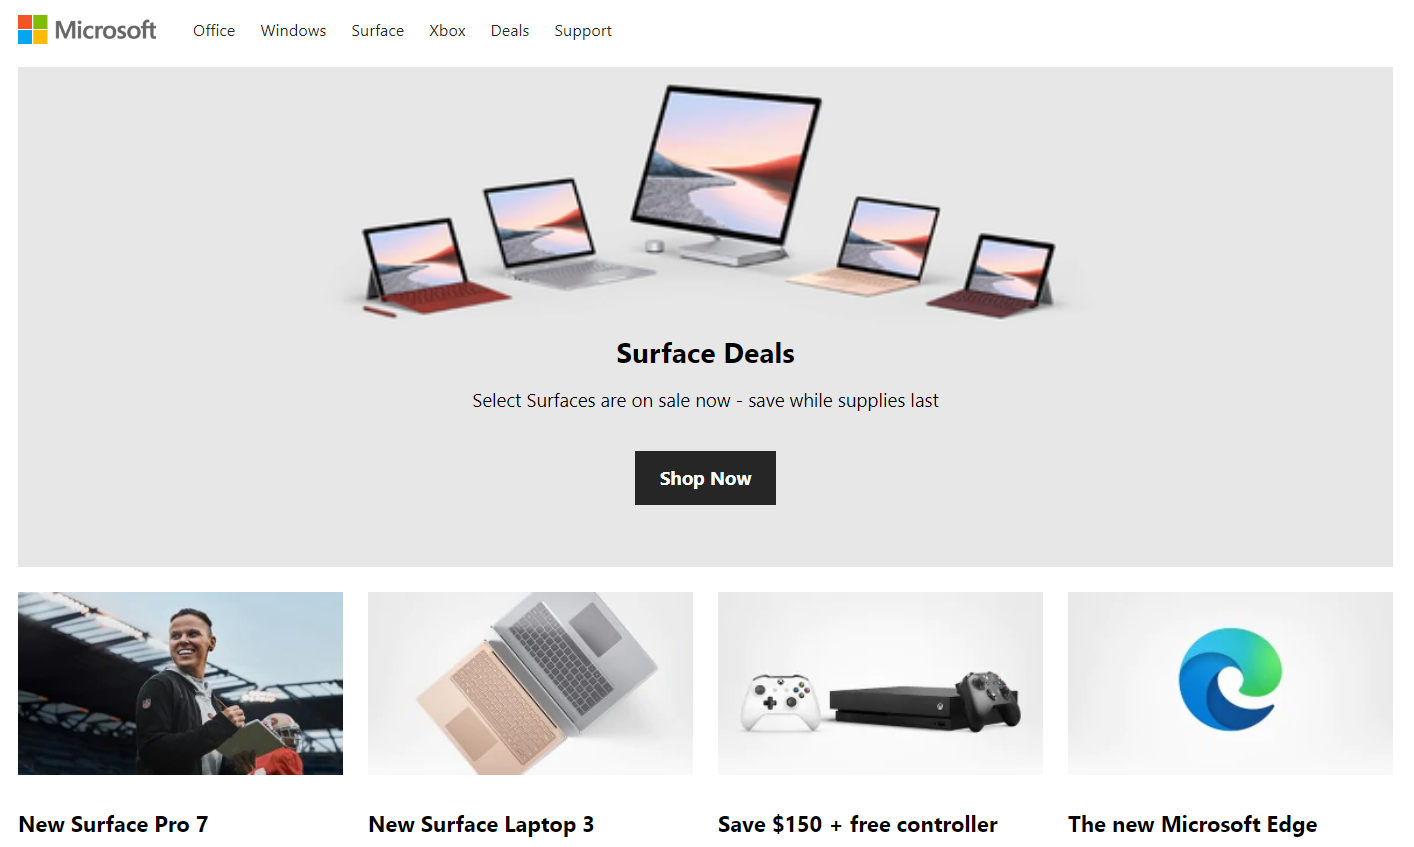 Microsoft Office Windows Surface Xbox Deals Support
Surface Deals
Select Surfaces are on sale now - save while supplies last
Shop Now
New Surface Pro 7
New Surface Laptop 3
Save $150 + free controller
The new Microsoft Edge